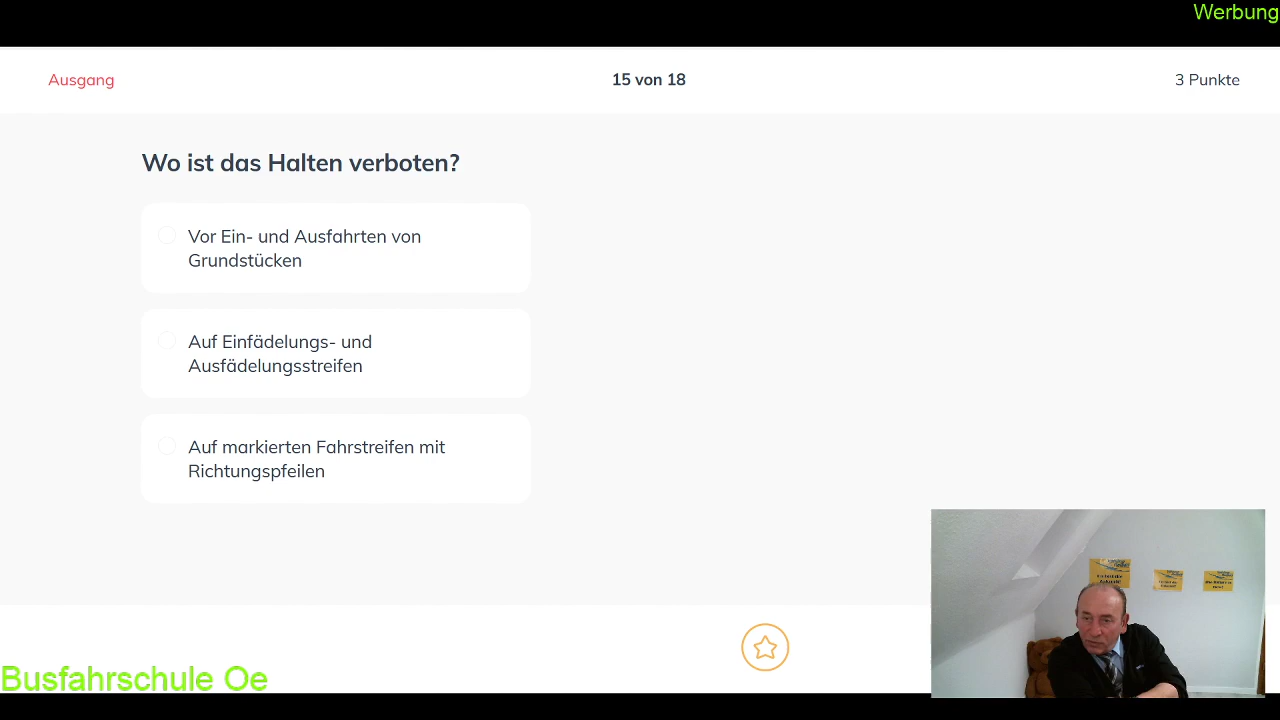 Werbung
Ausgang
15 von 18
3 Punkte
Wo ist das Halten verboten?
Vor Ein- und Ausfahrten von
Grundstücken
Auf Einfädelungs- und
Ausfädelungsstreifen
Auf markierten Fahrstreifen mit
Richtungspfeilen
Busfahrschule Oe